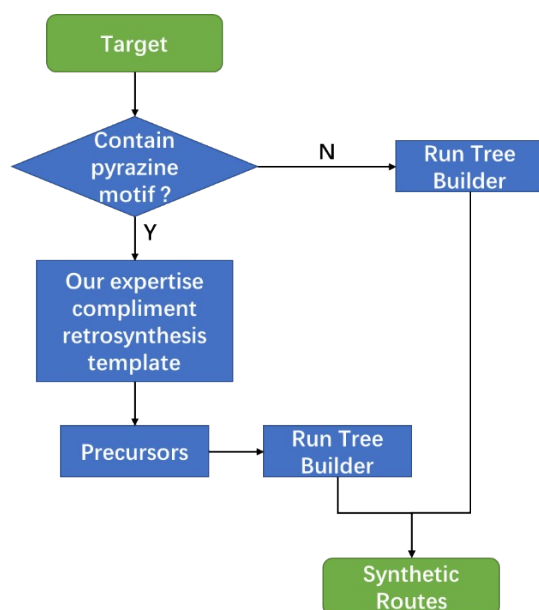 Target
Contain
pyrazine
motif ?
N
Run Tree
Builder
Y
Our expertise
compliment
retrosynthesis
template
Precursors
Run Tree
Builder
Synthetic
Routes